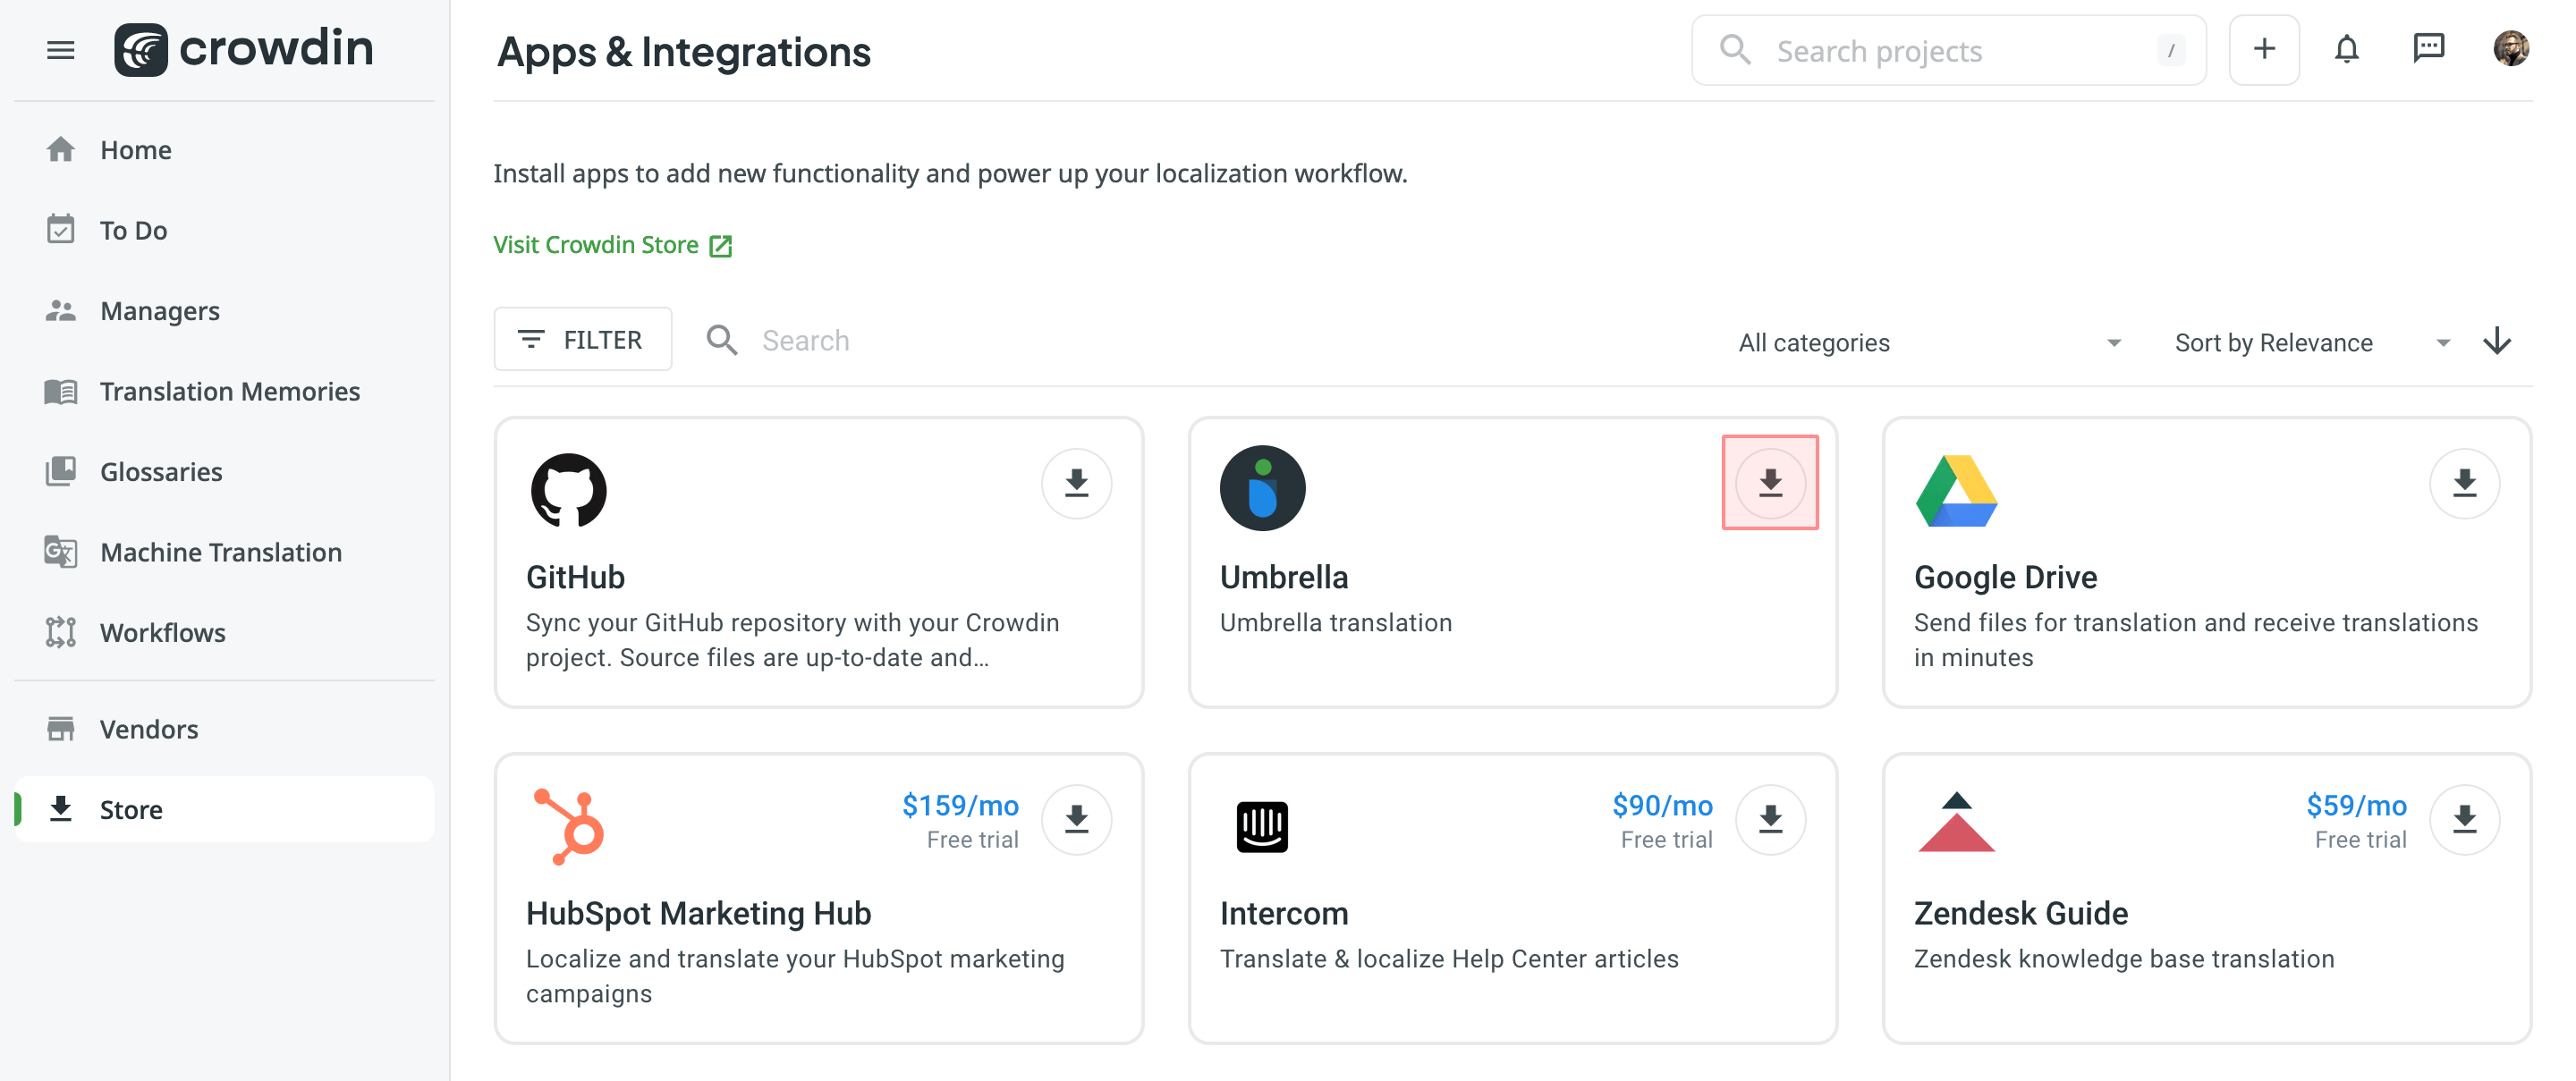 crowdin
Apps & Integrations
Search projects
/
Home
To Do
Managers
Translation Memories
Glossaries
Machine Translation
Workflows
Vendors
Store
Install apps to add new functionality and power up your localization workflow.
Visit Crowdin Store
FILTER
Search
All categories
Sort by Relevance
GitHub
Sync your GitHub repository with your Crowdin
project. Source files are up-to-date and…
Umbrella
Umbrella translation
Google Drive
Send files for translation and receive translations
in minutes
$159/mo
Free trial
HubSpot Marketing Hub
Localize and translate your HubSpot marketing
campaigns
$90/mo
Free trial
Intercom
Translate & localize Help Center articles
$59/mo
Free trial
Zendesk Guide
Zendesk knowledge base translation